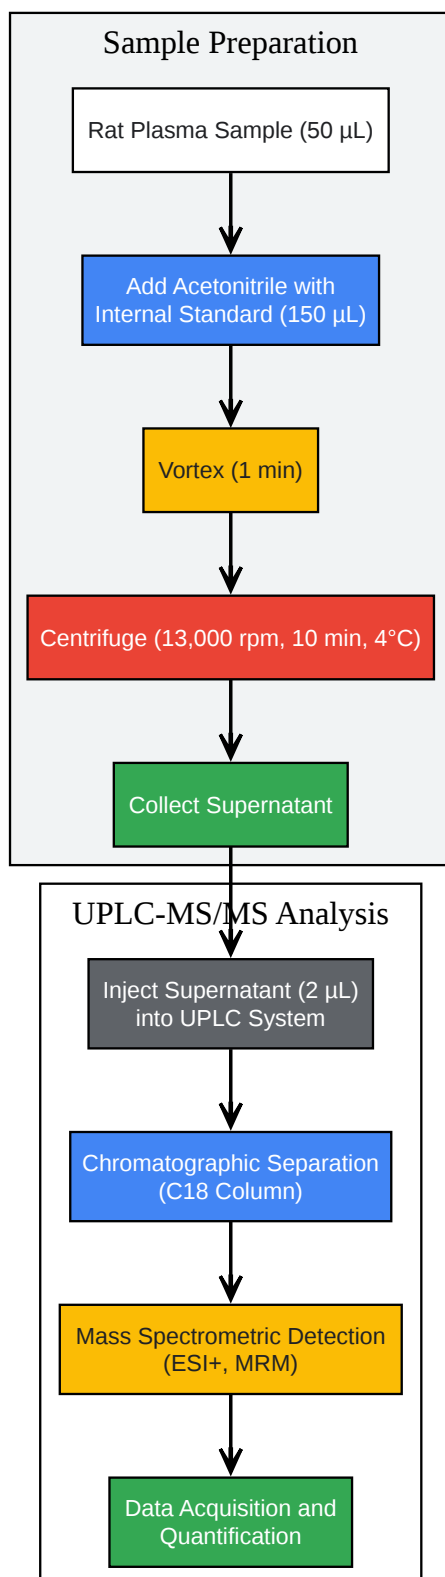 Sample Preparation
Rat Plasma Sample (50 µL)
Add Acetonitrile with
Internal Standard (150 µL)
Vortex (1 min)
Centrifuge (13,000 rpm, 10 min, 4°C)
Collect Supernatant
UPLC-MS/MS Analysis
Inject Supernatant (2 µL)
into UPLC System
Chromatographic Separation
(C18 Column)
Mass Spectrometric Detection
(ESI+, MRM)
Data Acquisition and
Quantification